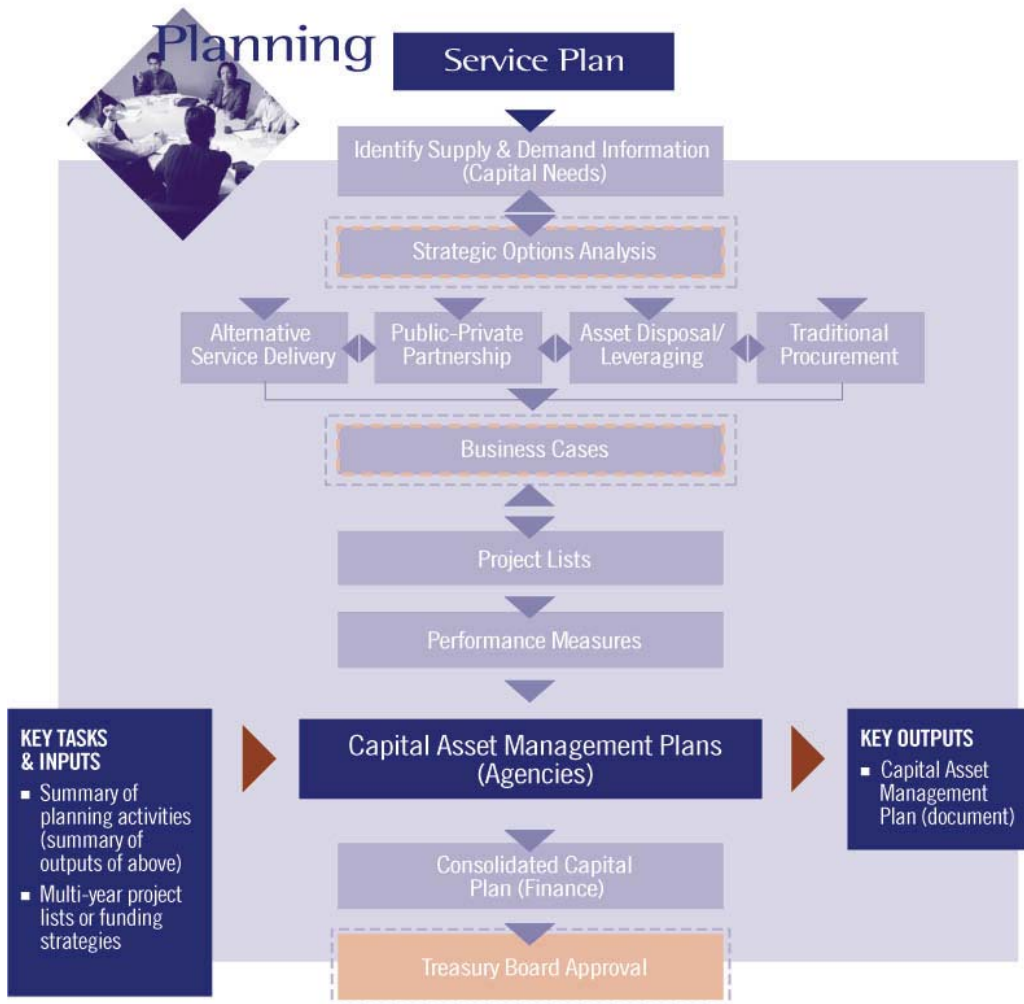 Planning
Service Plan
Identify Supply & Demand Information
(Capital Needs)
Strategic Options Analysis
Alternative
Service Delivery
Public-Private
Partnership
Asset Disposal/
Leveraging
Traditional
Procurement
Business Cases
Project Lists
Performance Measures
KEY TASKS
& INPUTS
■ Summary of
planning activities
(summary of
outputs of above)
■ Multi-year project
lists or funding
strategies
Capital Asset Management Plans
(Agencies)
KEY OUTPUTS
■ Capital Asset
Management
Plan (document)
Consolidated Capital
Plan (Finance)
Treasury Board Approval